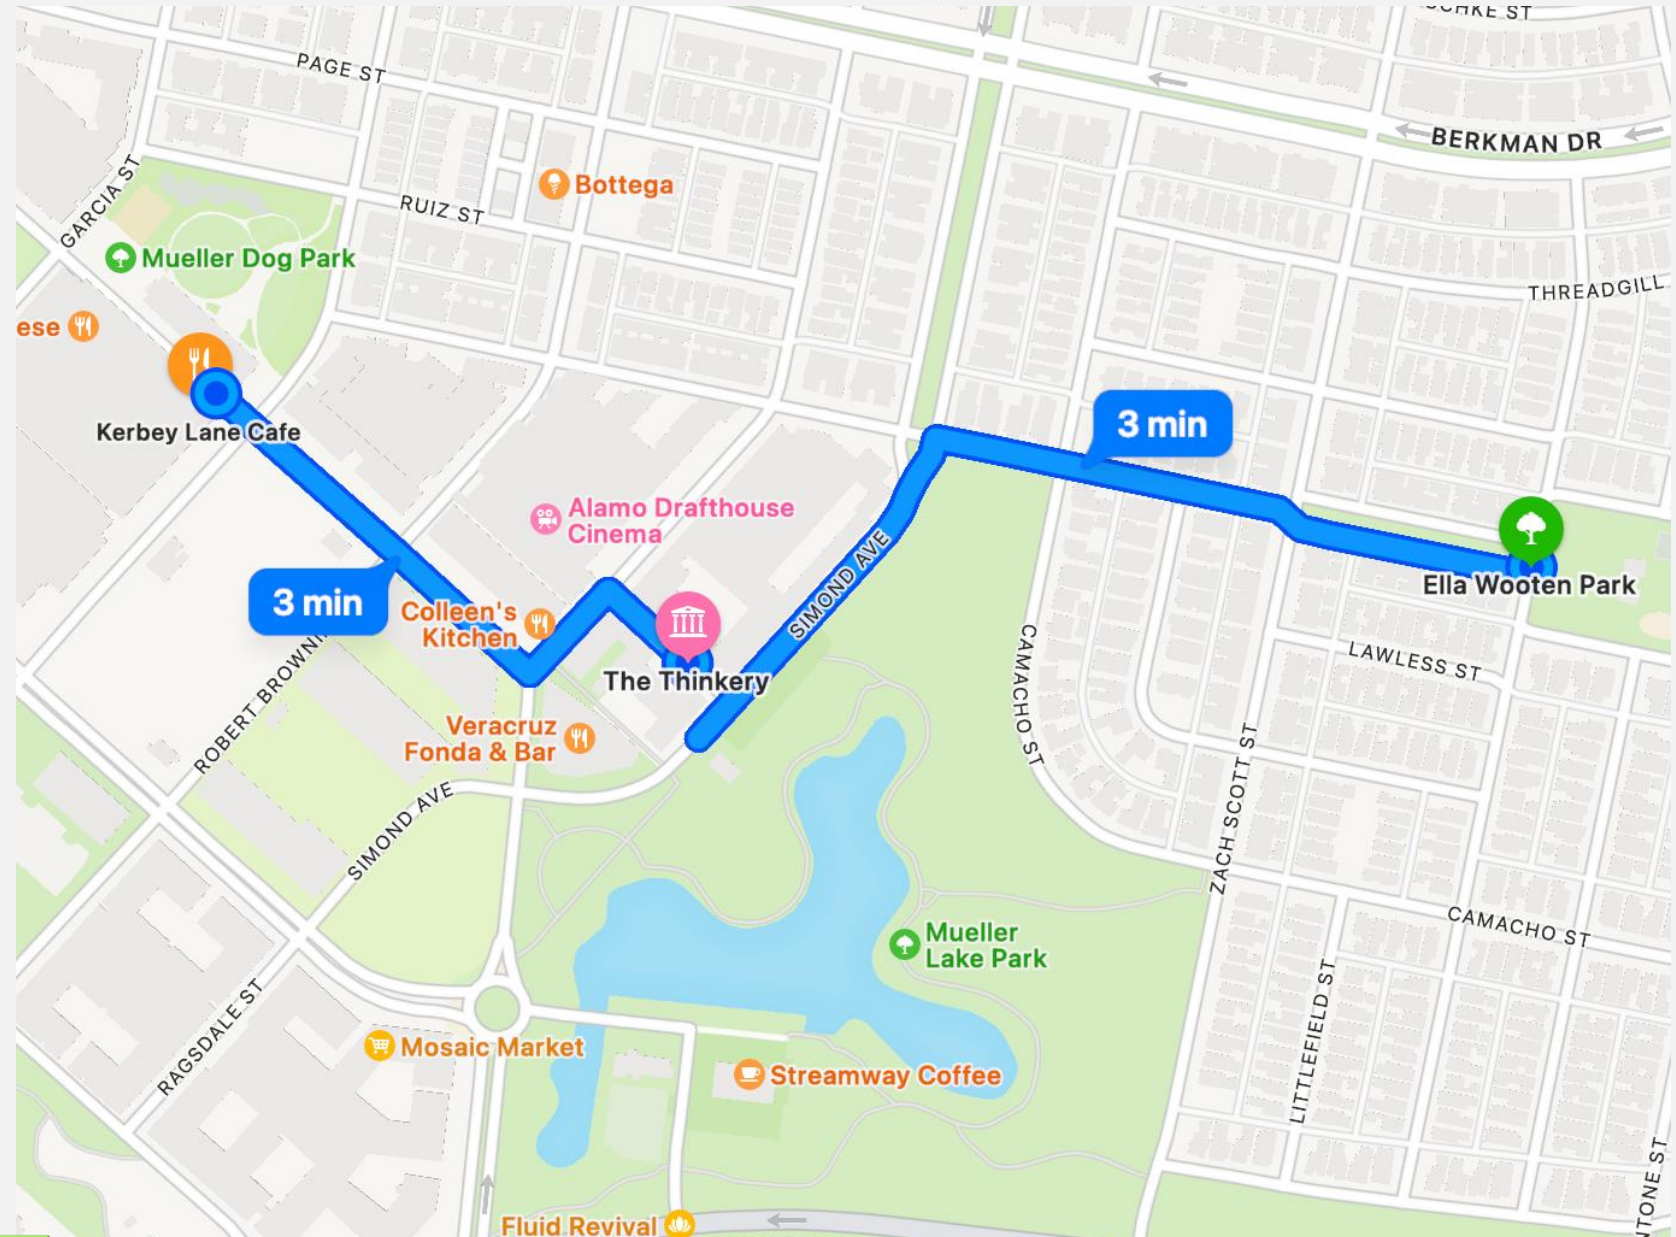 PAGE ST
BERKMAN DR
GARCIA ST
Bottega
RUIZ ST
Mueller Dog Park
THREADGILL
ese
Kerbey Lane Cafe
3 min
Alamo Drafthouse
Cinema
3 min
Colleen's
Kitchen
SIMOND AVE
Ella Wooten Park
The Thinkery
LAWLESS ST
CAMACHO ST
ROBERT BROWNI
Veracruz
Fonda & Bar
SIMOND AVE
ZACH SCOTT ST
Mueller
Lake Park
CAMACHO ST
RAGSDALE ST
Mosaic Market
Streamway Coffee
LITTLEFIELD ST
TONE ST
Fluid Revival